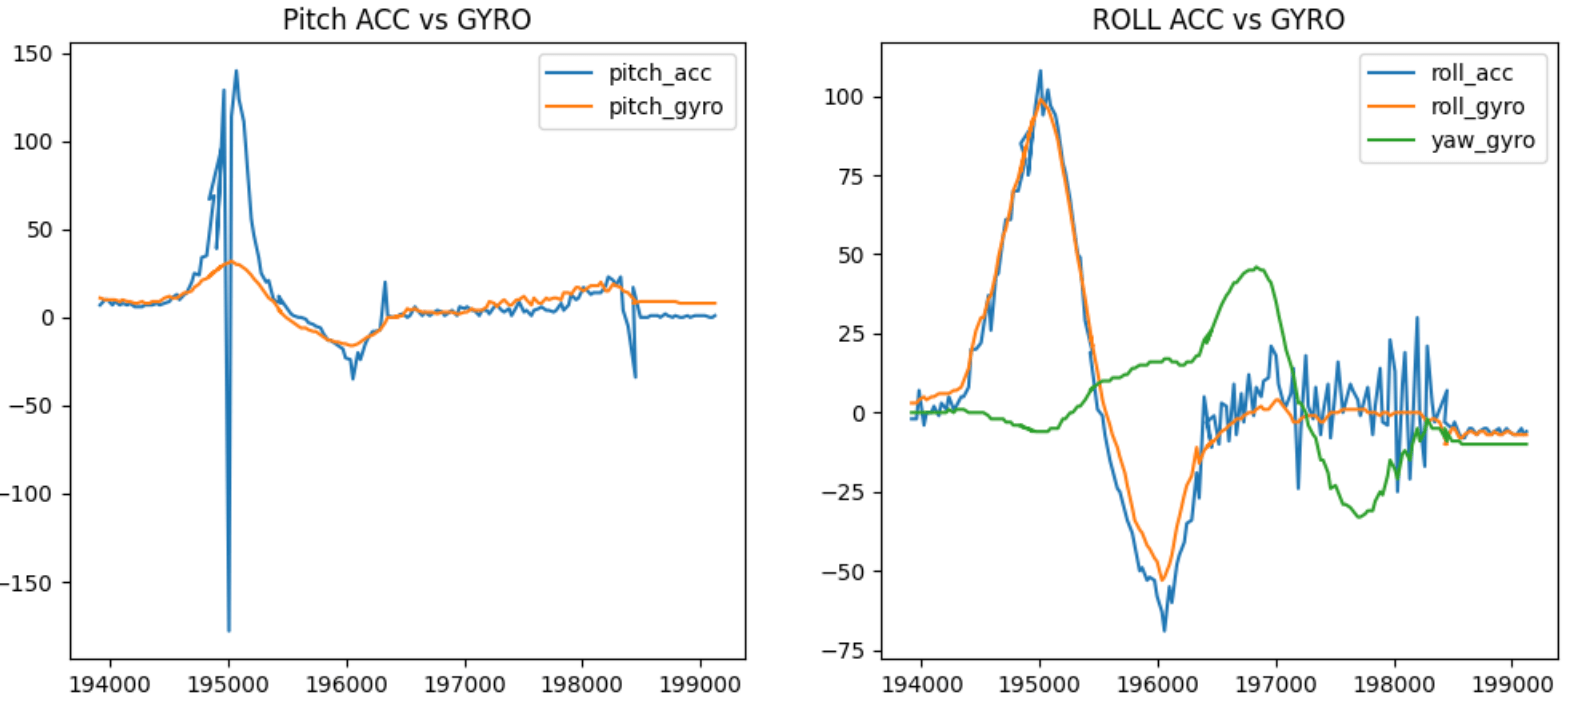 Pitch ACC vs GYRO
150
100
50
0
−50
−100
−150
194000 195000 196000 197000 198000 199000
pitch_acc
pitch_gyro
ROLL ACC vs GYRO
100
75
50
25
0
−25
−50
−75
194000 195000 196000 197000 198000 199000
roll_acc
roll_gyro
yaw_gyro